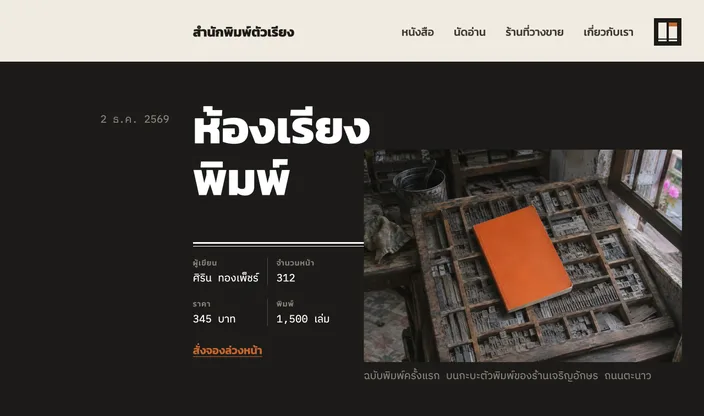 สำนักพิมพ์ตัวเรียง
หนังสือ นัดอ่าน ร้านที่วางขาย เกี่ยวกับเรา
2 ธ.ค. 2569
ห้องเรียง
พิมพ์
ผู้เขียน จำนวนหน้า
ศิริน ทองเพ็ชร์ 312
ราคา พิมพ์
345 บาท 1,500 เล่ม
สั่งจองล่วงหน้า
ฉบับพิมพ์ครั้งแรก บนกะบะตัวพิมพ์ของร้านเจริญอักษร ถนนตะนาว